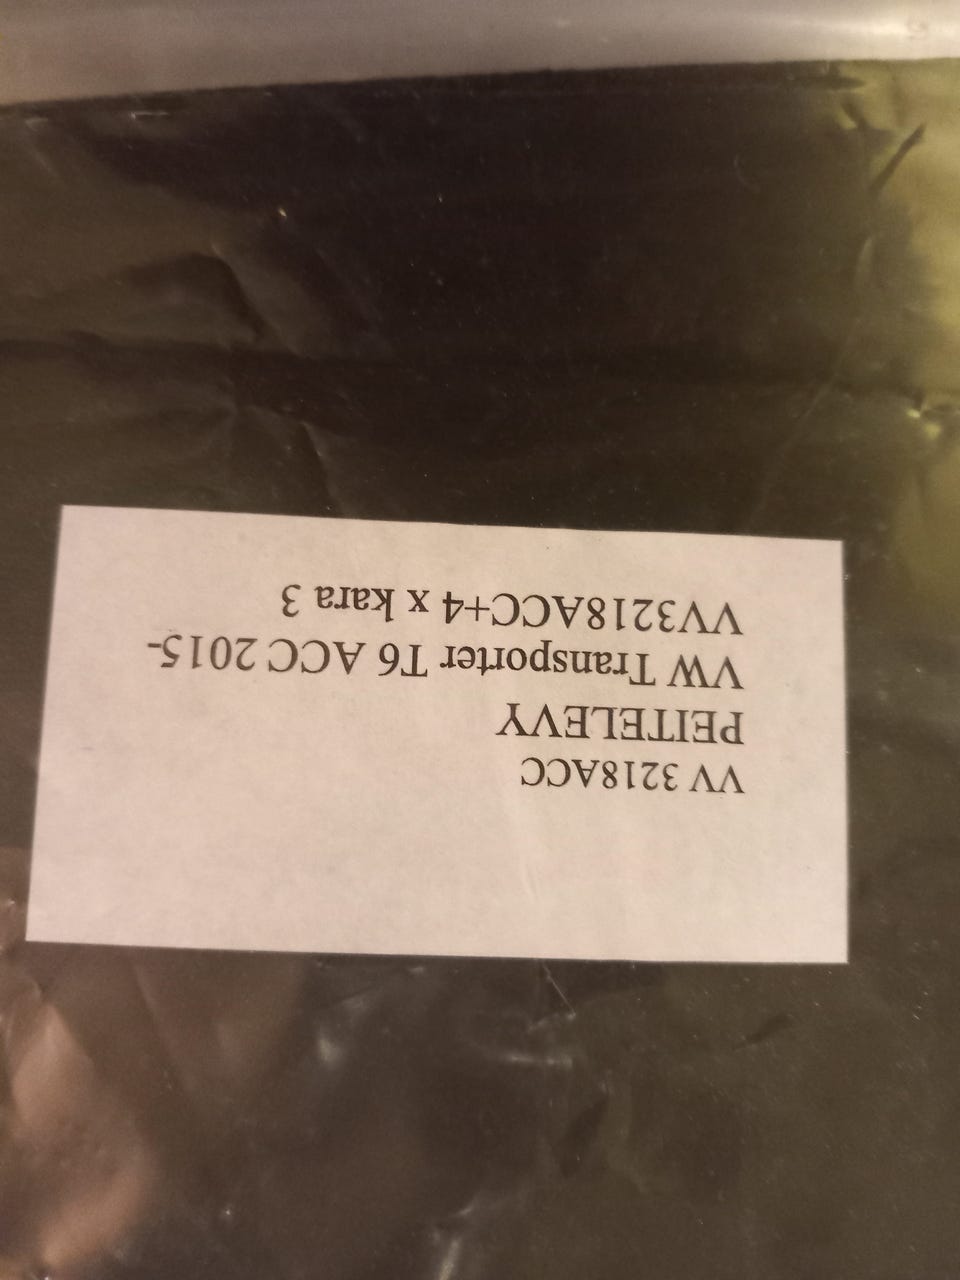 VV 3218ACC
PEITELEVY
VW Transporter T6 ACC 2015-
VV3218ACC+4 x kara 3